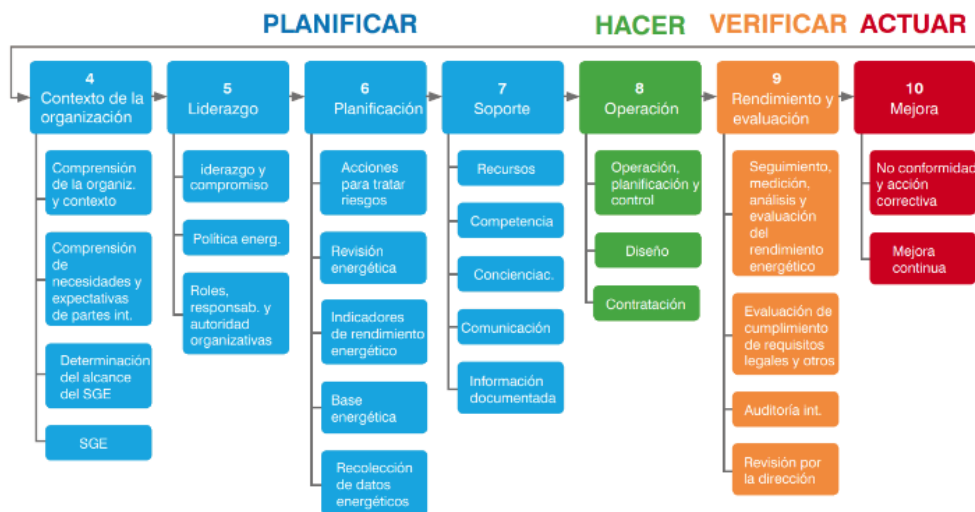 PLANIFICAR
HACER
VERIFICAR
ACTUAR
4
Contexto de la
organización
5
Liderazgo
6
Planificación
7
Soporte
8
Operación
9
Rendimiento y
evaluación
10
Mejora
Comprensión
de la organiz.
y contexto
Comprensión
de
necesidades y
expectativas
de partes int.
Determinación
del alcance
del SGE
SGE
iderazgo y
compromiso
Política energ.
Roles,
responsab. y
autoridad
organizativas
Acciones
para tratar
riesgos
Revisión
energética
Indicadores
de rendimiento
energético
Base
energética
Recolección
de datos
energéticos
Recursos
Competencia
Concienciac.
Comunicación
Información
documentada
Operación,
planificación y
control
Diseño
Contratación
Seguimiento,
medición,
análisis y
evaluación
del
rendimiento
energético
Evaluación de
cumplimiento
de requisitos
legales y otros
Auditoría int.
Revisión por
la dirección
No conformidad
y acción
correctiva
Mejora
continua